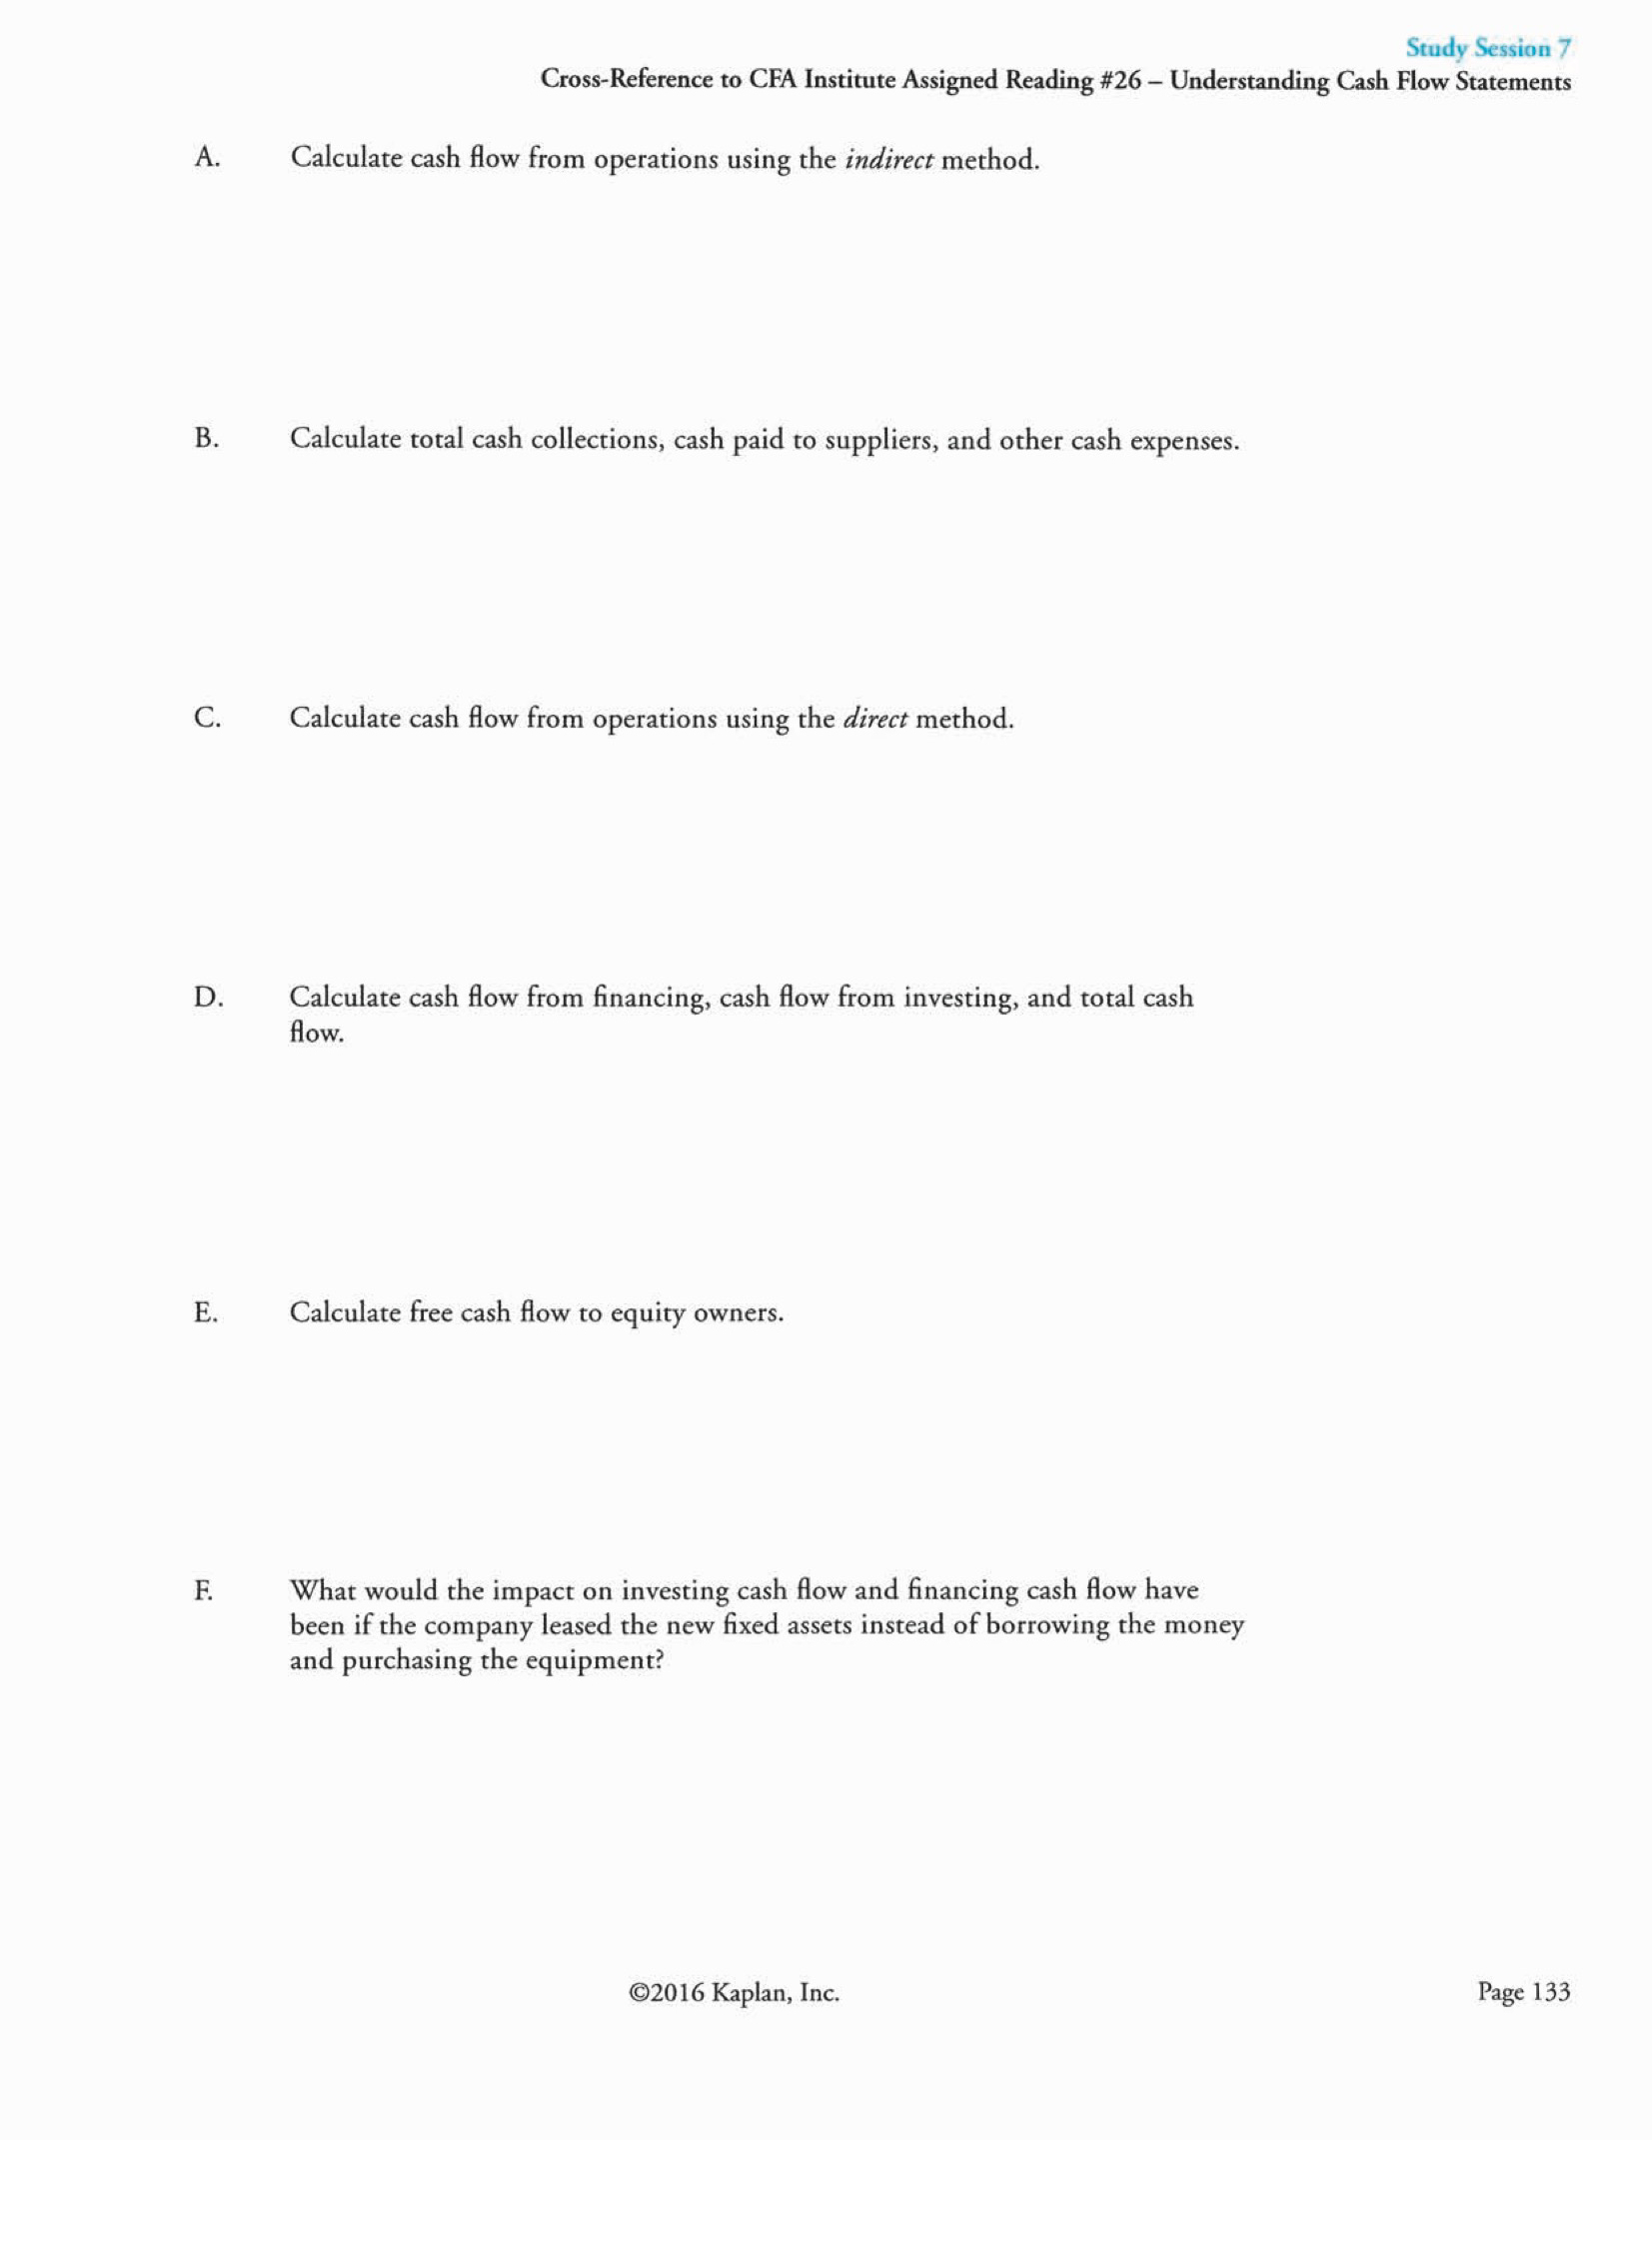 Study Session 7
Cross-Reference to CFA Institute Assigned Reading #26 – Understanding Cash Flow Statements
A. Calculate cash flow from operations using the indirect method.
B. Calculate total cash collections, cash paid to suppliers, and other cash expenses.
C. Calculate cash flow from operations using the direct method.
D. Calculate cash flow from financing, cash flow from investing, and total cash
flow.
E. Calculate free cash flow to equity owners.
F. What would the impact on investing cash flow and financing cash flow have
been if the company leased the new fixed assets instead of borrowing the money
and purchasing the equipment?
©2016 Kaplan, Inc. Page 133